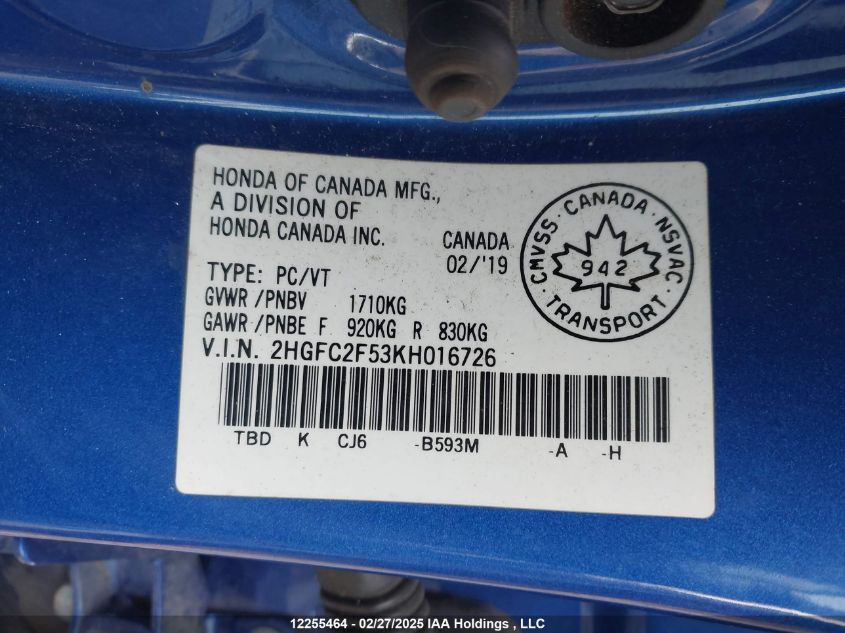 HONDA OF CANADA MFG.,
A DIVISION OF
HONDA CANADA INC.
CANADA
02/'19
TYPE: PC/VT
GVWR /PNBV 1710KG
GAWR /PNBE F 920KG R 830KG
V.I.N. 2HGFC2F53KH016726
TBD K CJ6 -B593M -A -H
CMVSS · CANADA · NSVAC
942
· TRANSPORT ·
12255464 - 02/27/2025 IAA Holdings , LLC